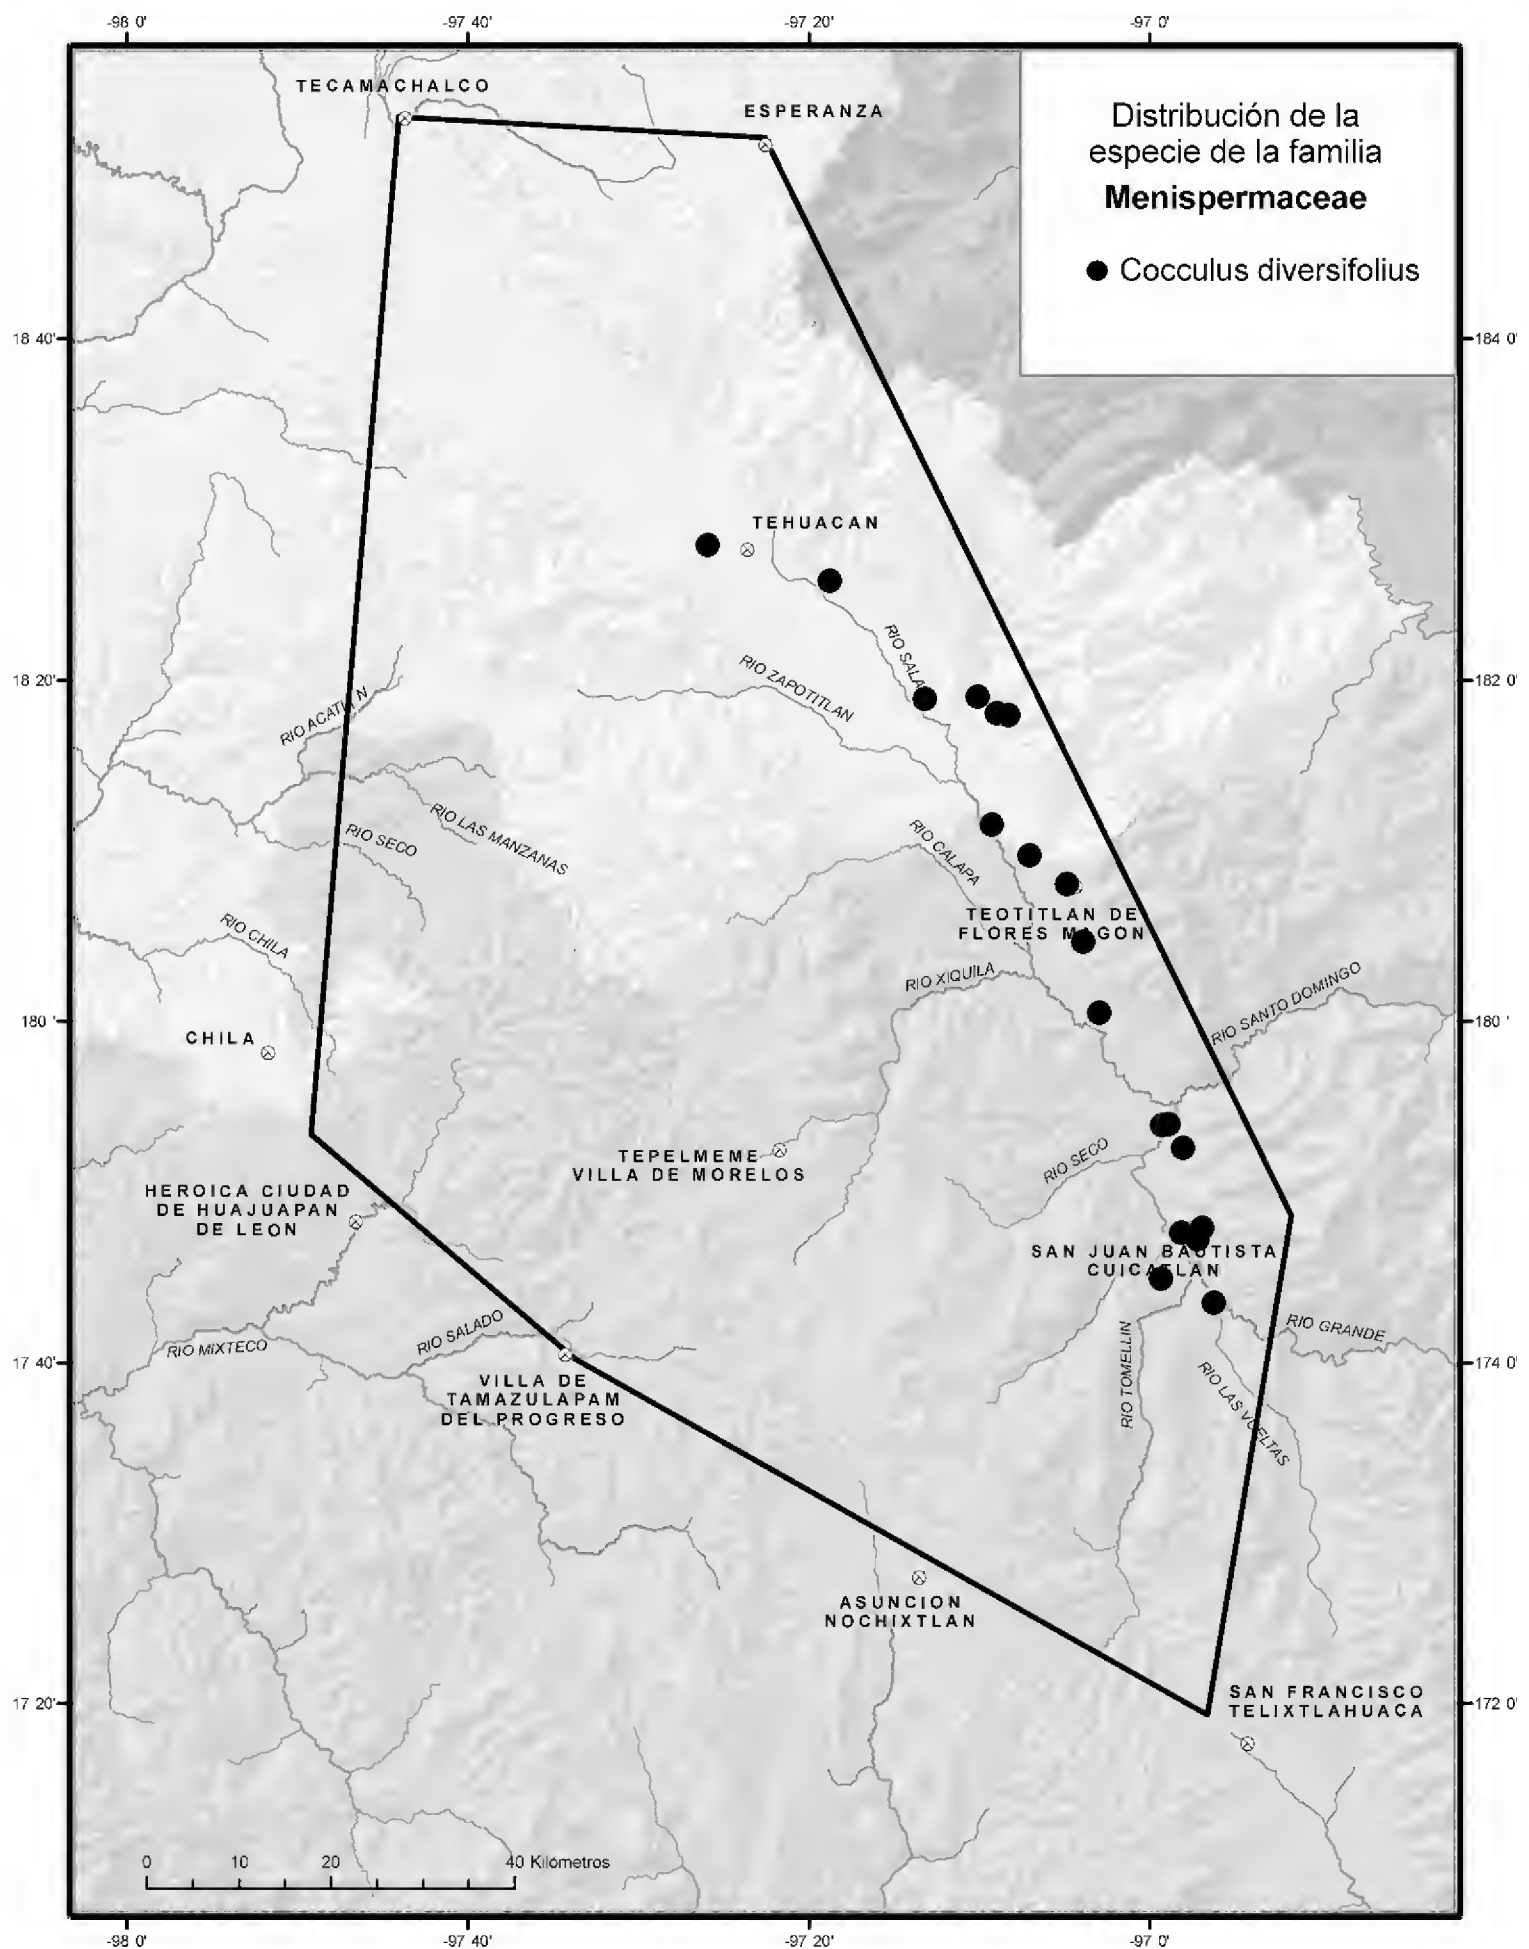 -98 0'
-97 40'
-97 20'
-97 0'
TECAMACHALCO
ESPERANZA
Distribución de la
especie de la familia
Menispermaceae
Cocculus diversifolius
18 40'
184 0'
TEHUACAN
RIO SALA
RIO ZAPOTITLAN
18 20'
182 0'
RIO ACATL N
RIO LAS MANZANAS
RIO SECO
RIO CALAPA
TEOTITLAN DE
FLORES MAGON
RIO CHILA
RIO XIQUILA
RIO SANTO DOMINGO
180 '
180 '
CHILA
TEPELMEME
VILLA DE MORELOS
RIO SECO
HEROICA CIUDAD
DE HUAJUAPAN
DE LEON
SAN JUAN BAUTISTA
CUICATLAN
RIO MIXTECO
RIO SALADO
RIO GRANDE
17 40'
174 0'
RIO TOMELLIN
RIO LAS VUELTAS
VILLA DE
TAMAZULAPAM
DEL PROGRESO
ASUNCION
NOCHIXTLAN
17 20'
172 0'
SAN FRANCISCO
TELIXTLAHUACA
0 10 20 40 Kilómetros
-98 0'
-97 40'
-97 20'
-97 0'